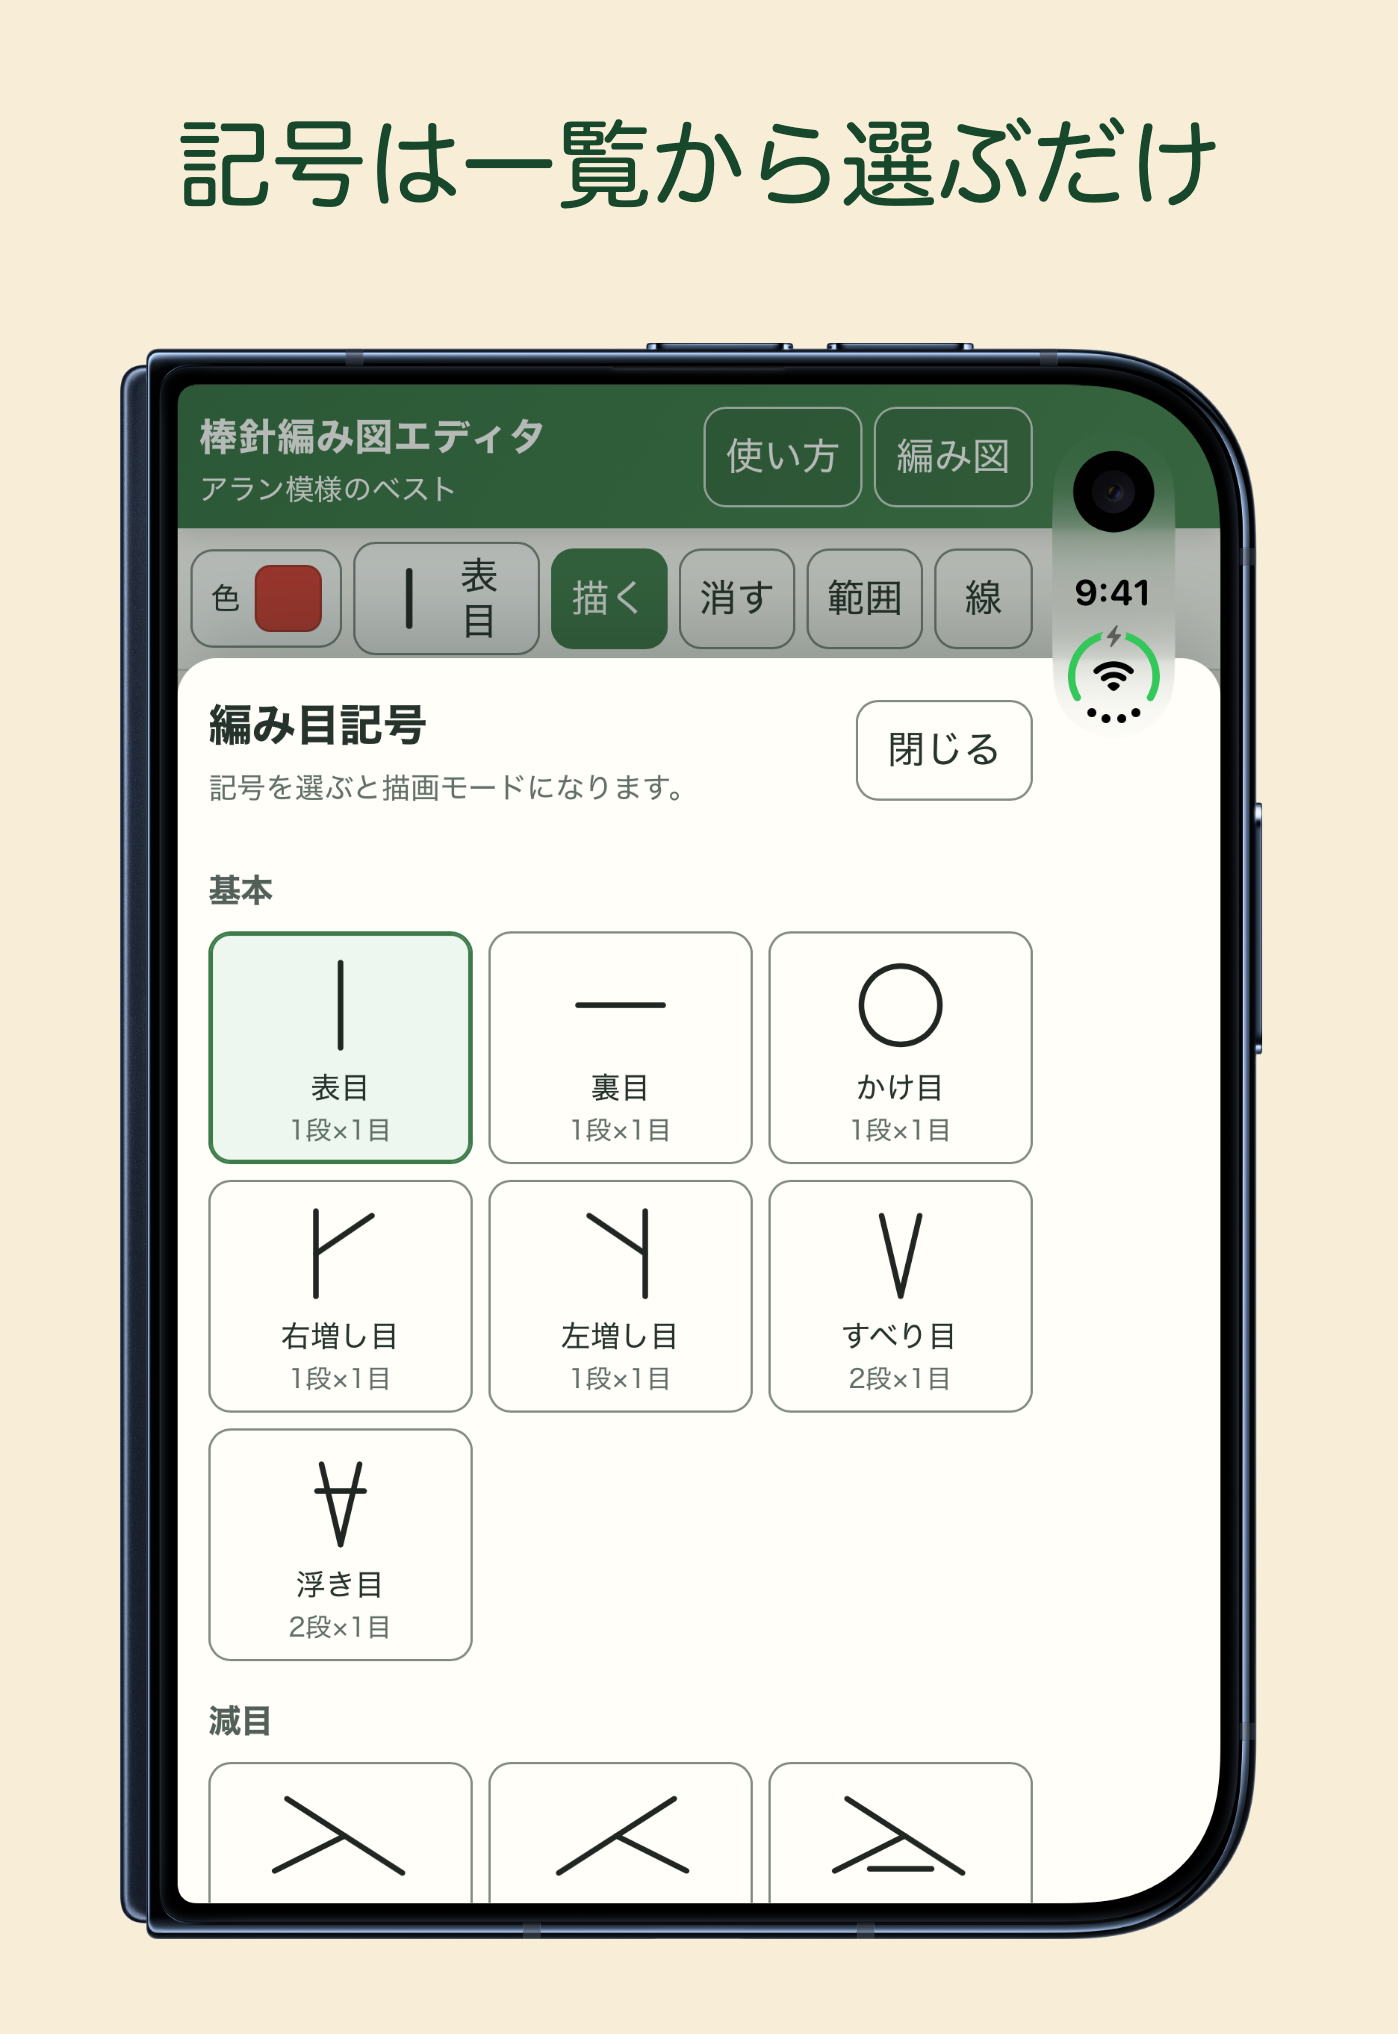 記号は一覧から選ぶだけ
棒針編み図エディタ
アラン模様のベスト
使い方
編み図
色
表
目
描く
消す
範囲
線
9:41
編み目記号
記号を選ぶと描画モードになります。
閉じる
基本
表目
1段×1目
裏目
1段×1目
かけ目
1段×1目
右増し目
1段×1目
左増し目
1段×1目
すべり目
2段×1目
浮き目
2段×1目
減目